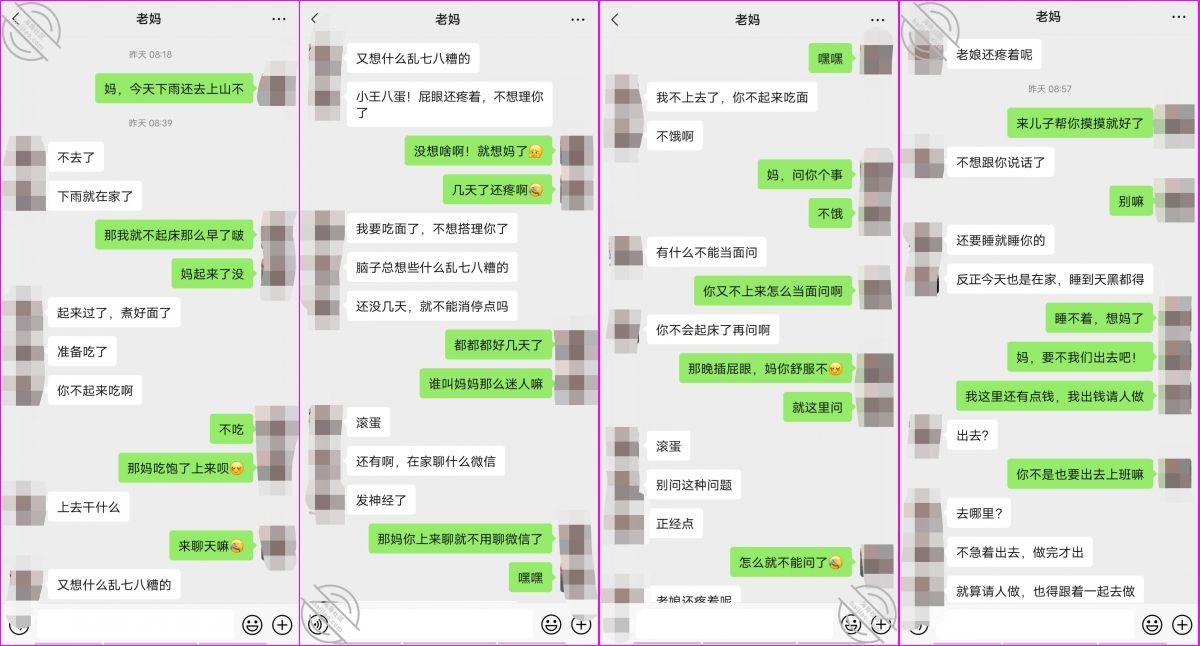 老妈
昨天 08:18
妈，今天下雨还去上山不
昨天 08:39
不去了
下雨就在家了
那我就不起床那么早了啵
妈起来了没
起来过了，煮好面了
准备吃了
你不起来吃啊
不吃
那妈吃饱了上来呗
上去干什么
来聊天嘛
又想什么乱七八糟的
老妈
又想什么乱七八糟的
小王八蛋！屁眼还疼着，不想理你
了
没想啥啊！就想妈了
几天了还疼啊
我要吃面了，不想搭理你了
脑子总想些什么乱七八糟的
还没几天，就不能消停点吗
都都都好几天了
谁叫妈妈那么迷人嘛
滚蛋
还有啊，在家聊什么微信
发神经了
那妈你上来聊就不用聊微信了
嘿嘿
老妈
嘿嘿
我不上去了，你不起来吃面
不饿啊
妈，问你个事
不饿
有什么不能当面问
你又不上来怎么当面问啊
你不会起床了再问啊
那晚插屁眼，妈你舒服不
就这里问
滚蛋
别问这种问题
正经点
怎么就不能问了
老娘还疼着呢
老妈
老娘还疼着呢
昨天 08:57
来儿子帮你摸摸就好了
不想跟你说话了
别嘛
还要睡就睡你的
反正今天也是在家，睡到天黑都得
睡不着，想妈了
妈，要不我们出去吧！
我这里还有点钱，我出钱请人做
出去？
你不是也要出去上班嘛
去哪里？
不急着出去，做完才出
就算请人做，也得跟着一起去做